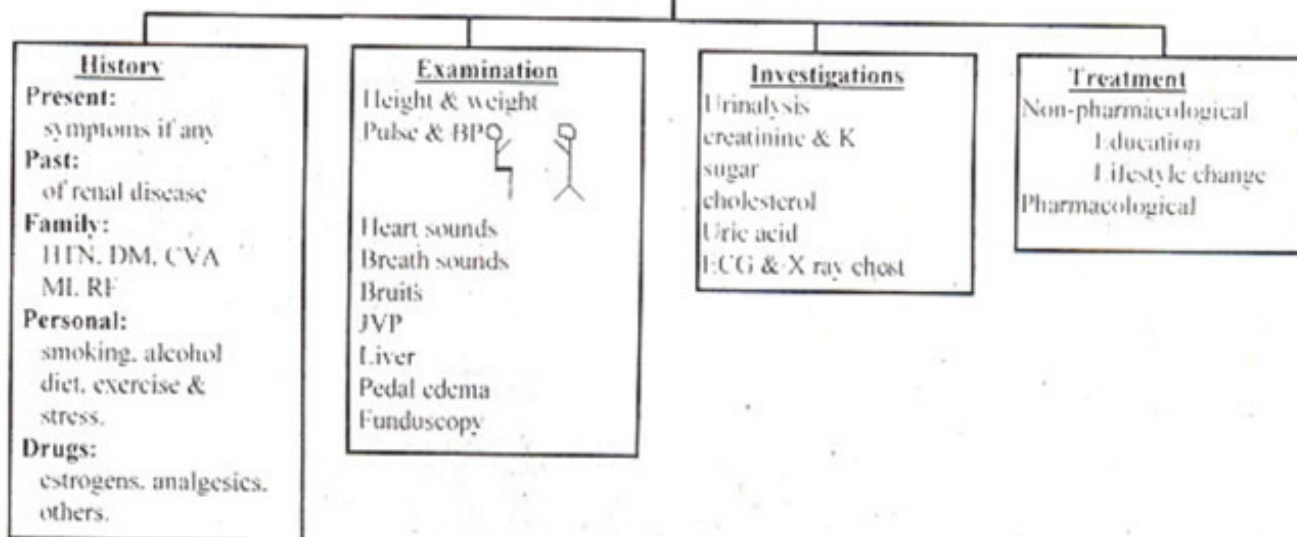 History
Present:
symptoms if any
Past:
of renal disease
Family:
HTN, DM, CVA
MI, RF
Personal:
smoking, alcohol
diet, exercise &
stress.
Drugs:
estrogens, analgesics,
others.
Examination
Height & weight
Pulse & BP
Heart sounds
Breath sounds
Bruits
JVP
Liver
Pedal edema
Funduscopy
Investigations
Urinalysis
creatinine & K
sugar
cholesterol
Uric acid
ECG & X ray chest
Treatment
Non-pharmacological
Education
Lifestyle change
Pharmacological